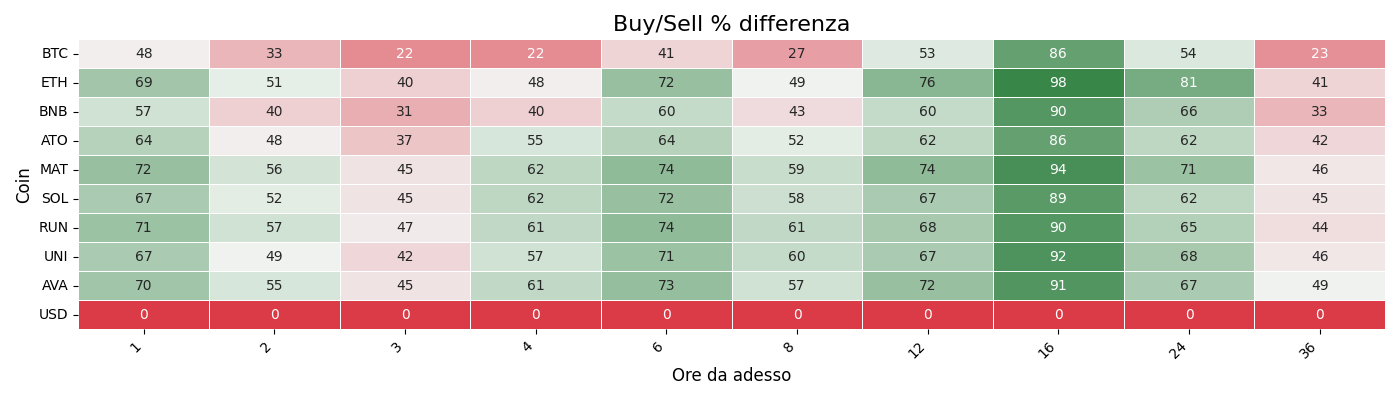 Buy/Sell % differenza
Coin
BTC 48 33 22 22 41 27 53 86 54 23
ETH 69 51 40 48 72 49 76 98 81 41
BNB 57 40 31 40 60 43 60 90 66 33
ATO 64 48 37 55 64 52 62 86 62 42
MAT 72 56 45 62 74 59 74 94 71 46
SOL 67 52 45 62 72 58 67 89 62 45
RUN 71 57 47 61 74 61 68 90 65 44
UNI 67 49 42 57 71 60 67 92 68 46
AVA 70 55 45 61 73 57 72 91 67 49
USD 0 0 0 0 0 0 0 0 0 0
1 2 3 4 6 8 12 16 24 36
Ore da adesso